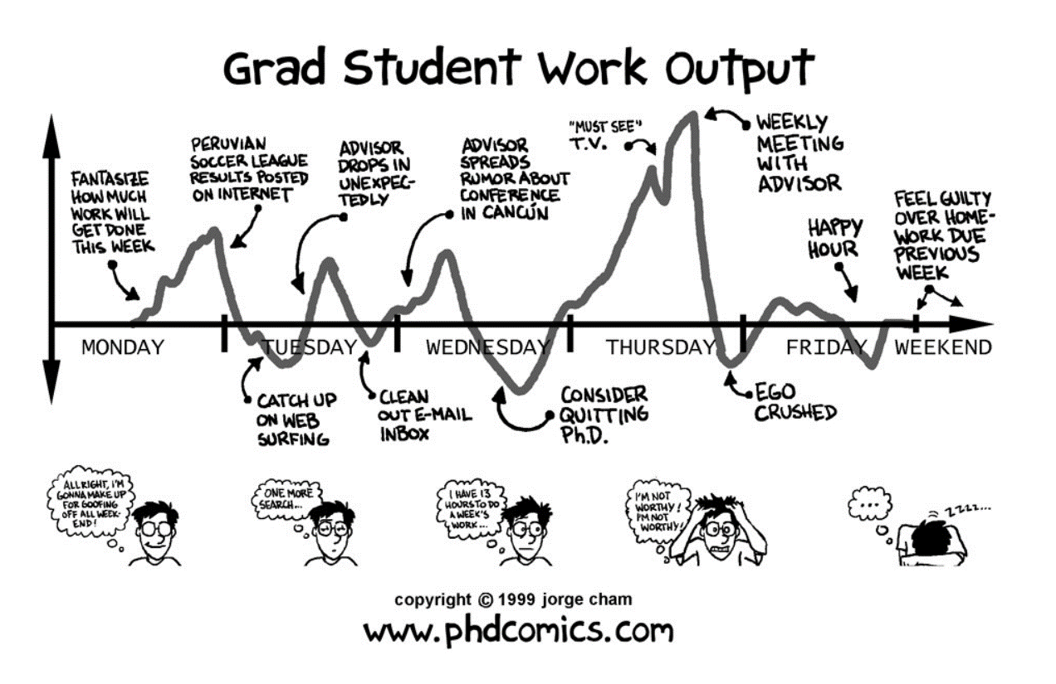 Grad Student Work Output
FANTASIZE
HOW MUCH
WORK WILL
GET DONE
THIS WEEK
PERUVIAN
SOCCER LEAGUE
RESULTS POSTED
ON INTERNET
ADVISOR
DROPS IN
UNEXPEC-
TEDLY
ADVISOR
SPREADS
RUMOR ABOUT
CONFERENCE
IN CANCÚN
"MUST SEE"
T.V.
WEEKLY
MEETING
WITH
ADVISOR
HAPPY
HOUR
FEEL GUILTY
OVER HOME-
WORK DUE
PREVIOUS
WEEK
MONDAY
TUESDAY
WEDNESDAY
THURSDAY
FRIDAY
WEEKEND
CATCH UP
ON WEB
SURFING
CLEAN
OUT E-MAIL
INBOX
CONSIDER
QUITTING
Ph.D.
EGO
CRUSHED
ALL RIGHT, I'M
GONNA MAKE UP
FOR GOOFING
OFF ALL WEEK-
END!
ONE MORE
SEARCH...
I HAVE 13
HOURS TO DO
A WEEK'S
WORK...
I'M NOT
WORTHY!
I'M NOT
WORTHY!
...
ZZZZ...
copyright © 1999 jorge cham
www.phdcomics.com